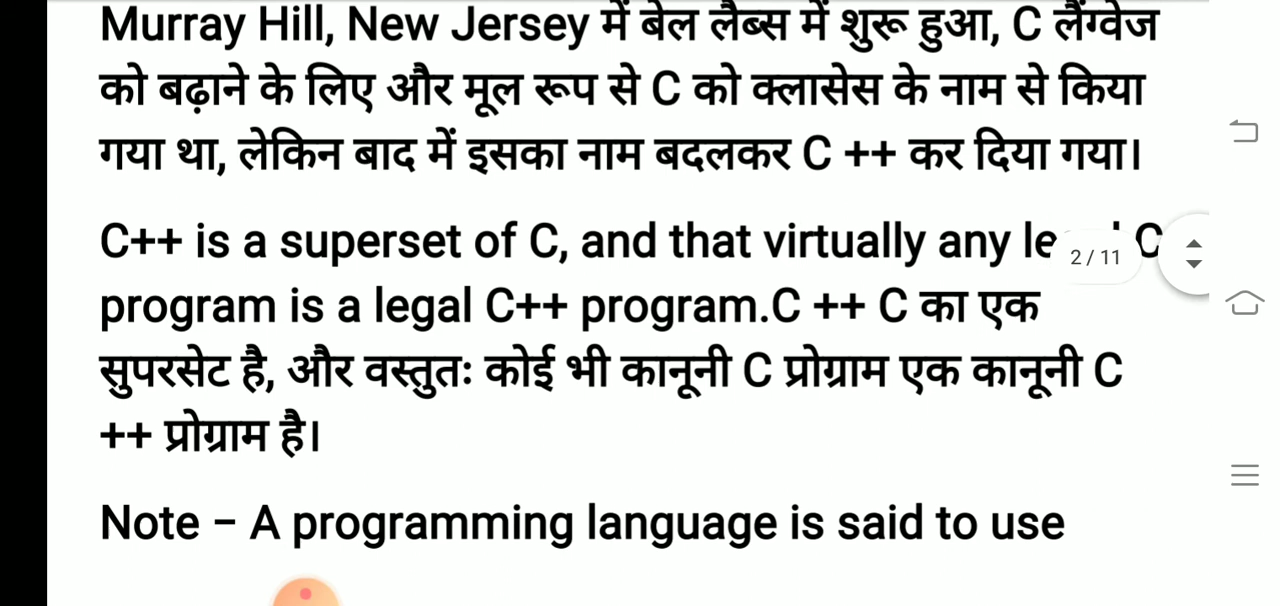 Murray Hill, New Jersey में बेल लैब्स में शुरू हुआ, C लैंग्वेज
को बढ़ाने के लिए और मूल रूप से C को क्लासेस के नाम से किया
गया था, लेकिन बाद में इसका नाम बदलकर C ++ कर दिया गया।
C++ is a superset of C, and that virtually any C
2 / 11
program is a legal C++ program.C ++ C का एक
सुपरसेट है, और वस्तुतः कोई भी कानूनी C प्रोग्राम एक कानूनी C
++ प्रोग्राम है।
Note – A programming language is said to use